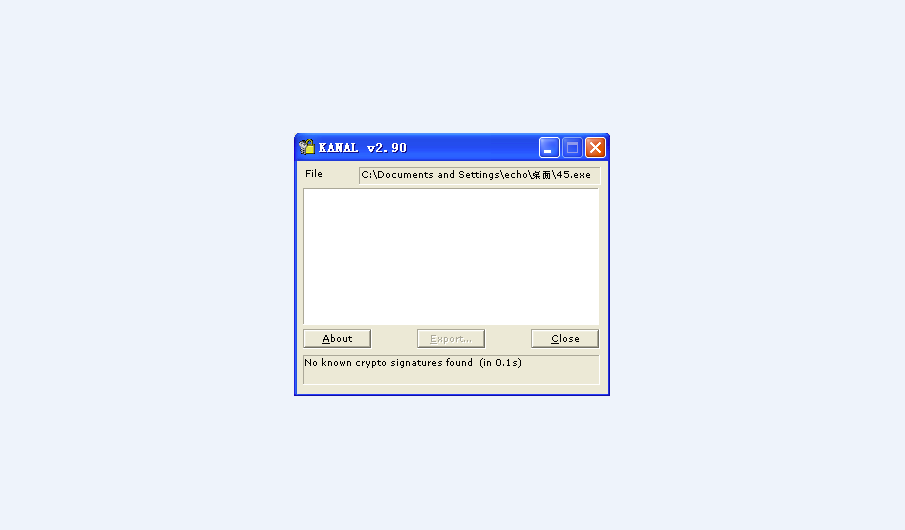 KANAL v2.90
File C:\Documents and Settings\echo\桌面\45.exe
About Export... Close
No known crypto signatures found (in 0.1s)